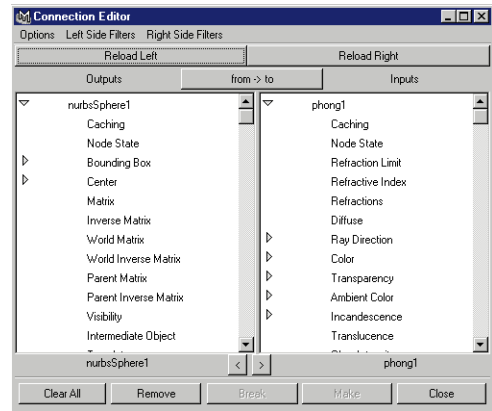 Connection Editor
Options Left Side Filters Right Side Filters
Reload Left Reload Right
Outputs from -> to Inputs
nurbsSphere1 phong1
Caching Caching
Node State Node State
Bounding Box Refraction Limit
Center Refractive Index
Matrix Refractions
Inverse Matrix Diffuse
World Matrix Ray Direction
World Inverse Matrix Color
Parent Matrix Transparency
Parent Inverse Matrix Ambient Color
Visibility Incandescence
Intermediate Object Translucence
nurbsSphere1 < > phong1
Clear All Remove Break Make Close